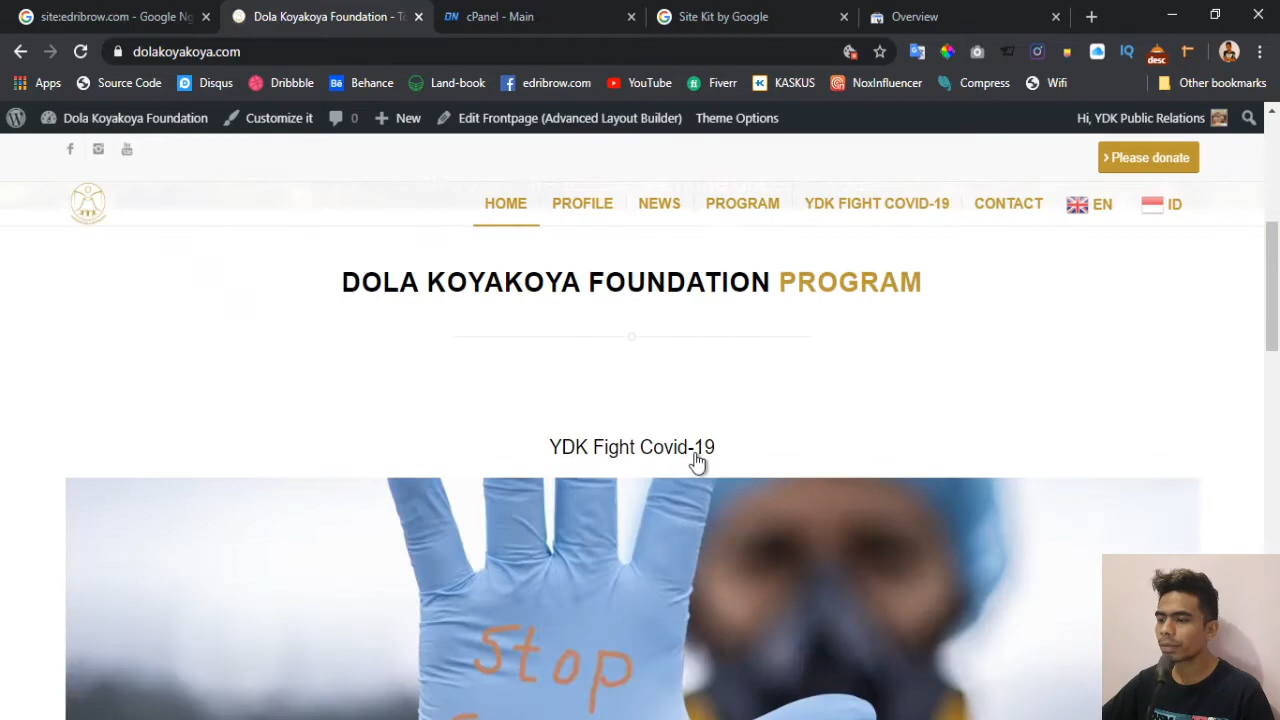 site:edribrow.com - Google Ng
Dola Koyakoya Foundation - To
cPanel - Main
Site Kit by Google
Overview
dolakoyakoya.com
desc
Apps
Source Code
Disqus
Dribbble
Behance
Land-book
edribrow.com
YouTube
Fiverr
KASKUS
NoxInfluencer
Compress
Wifi
Other bookmarks
Dola Koyakoya Foundation
Customize it
0
New
Edit Frontpage (Advanced Layout Builder)
Theme Options
Hi, YDK Public Relations
Please donate
HOME
PROFILE
NEWS
PROGRAM
YDK FIGHT COVID-19
CONTACT
EN
ID
DOLA KOYAKOYA FOUNDATION PROGRAM
YDK Fight Covid-19
Stop